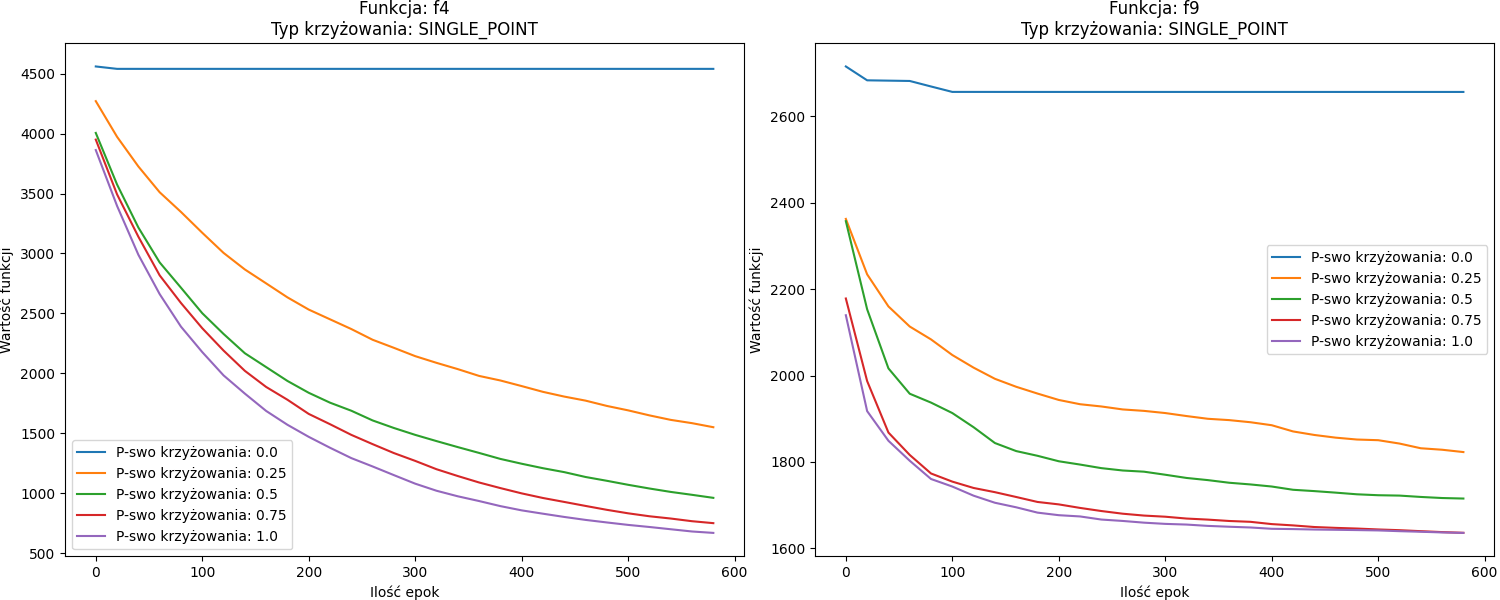 Funkcja: f4
Typ krzyżowania: SINGLE_POINT
4500
4000
3500
3000
2500
2000
1500
1000
500
Wartość funkcji
P-swo krzyżowania: 0.0
P-swo krzyżowania: 0.25
P-swo krzyżowania: 0.5
P-swo krzyżowania: 0.75
P-swo krzyżowania: 1.0
0 100 200 300 400 500 600
Ilość epok
Funkcja: f9
Typ krzyżowania: SINGLE_POINT
2600
2400
2200
2000
1800
1600
Wartość funkcji
P-swo krzyżowania: 0.0
P-swo krzyżowania: 0.25
P-swo krzyżowania: 0.5
P-swo krzyżowania: 0.75
P-swo krzyżowania: 1.0
0 100 200 300 400 500 600
Ilość epok